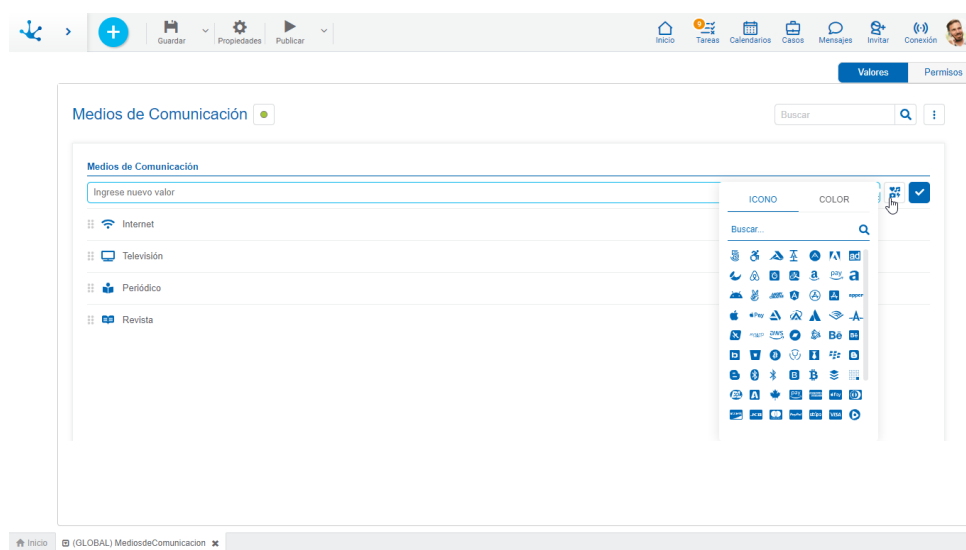 Guardar
Propiedades
Publicar
Inicio
9
Tareas
Calendarios
Casos
Mensajes
Invitar
Conexión
Valores
Permisos
Medios de Comunicación
Buscar
Medios de Comunicación
Ingrese nuevo valor
ICONO
COLOR
Buscar...
Internet
Televisión
Periódico
Revista
Inicio
(GLOBAL) MediosdeComunicacion